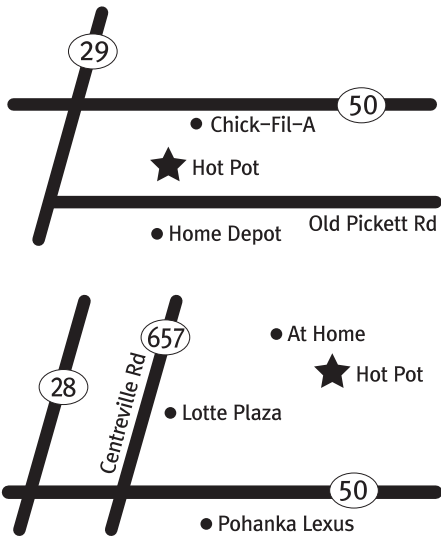 29
50
Chick-Fil-A
Hot Pot
Old Pickett Rd
Home Depot
657
At Home
Hot Pot
28
Centreville Rd
Lotte Plaza
50
Pohanka Lexus